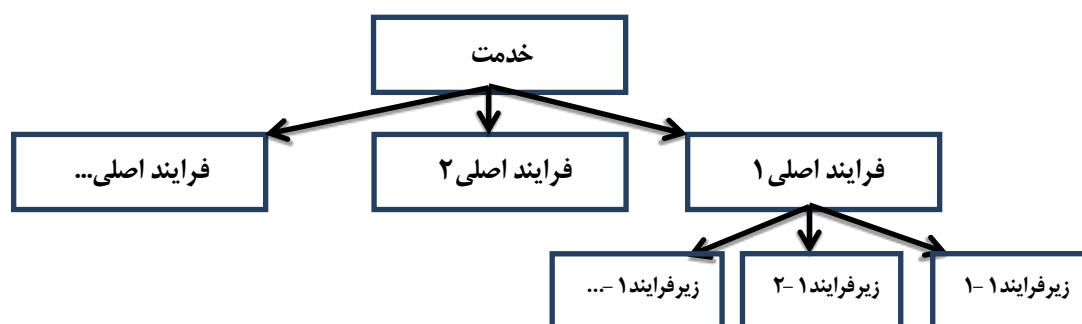 خدمت
فرایند اصلی۱
فرایند اصلی۲
فرایند اصلی...
زیرفرایند۱ –۱
زیرفرایند۱ –۲
زیرفرایند۱ –...